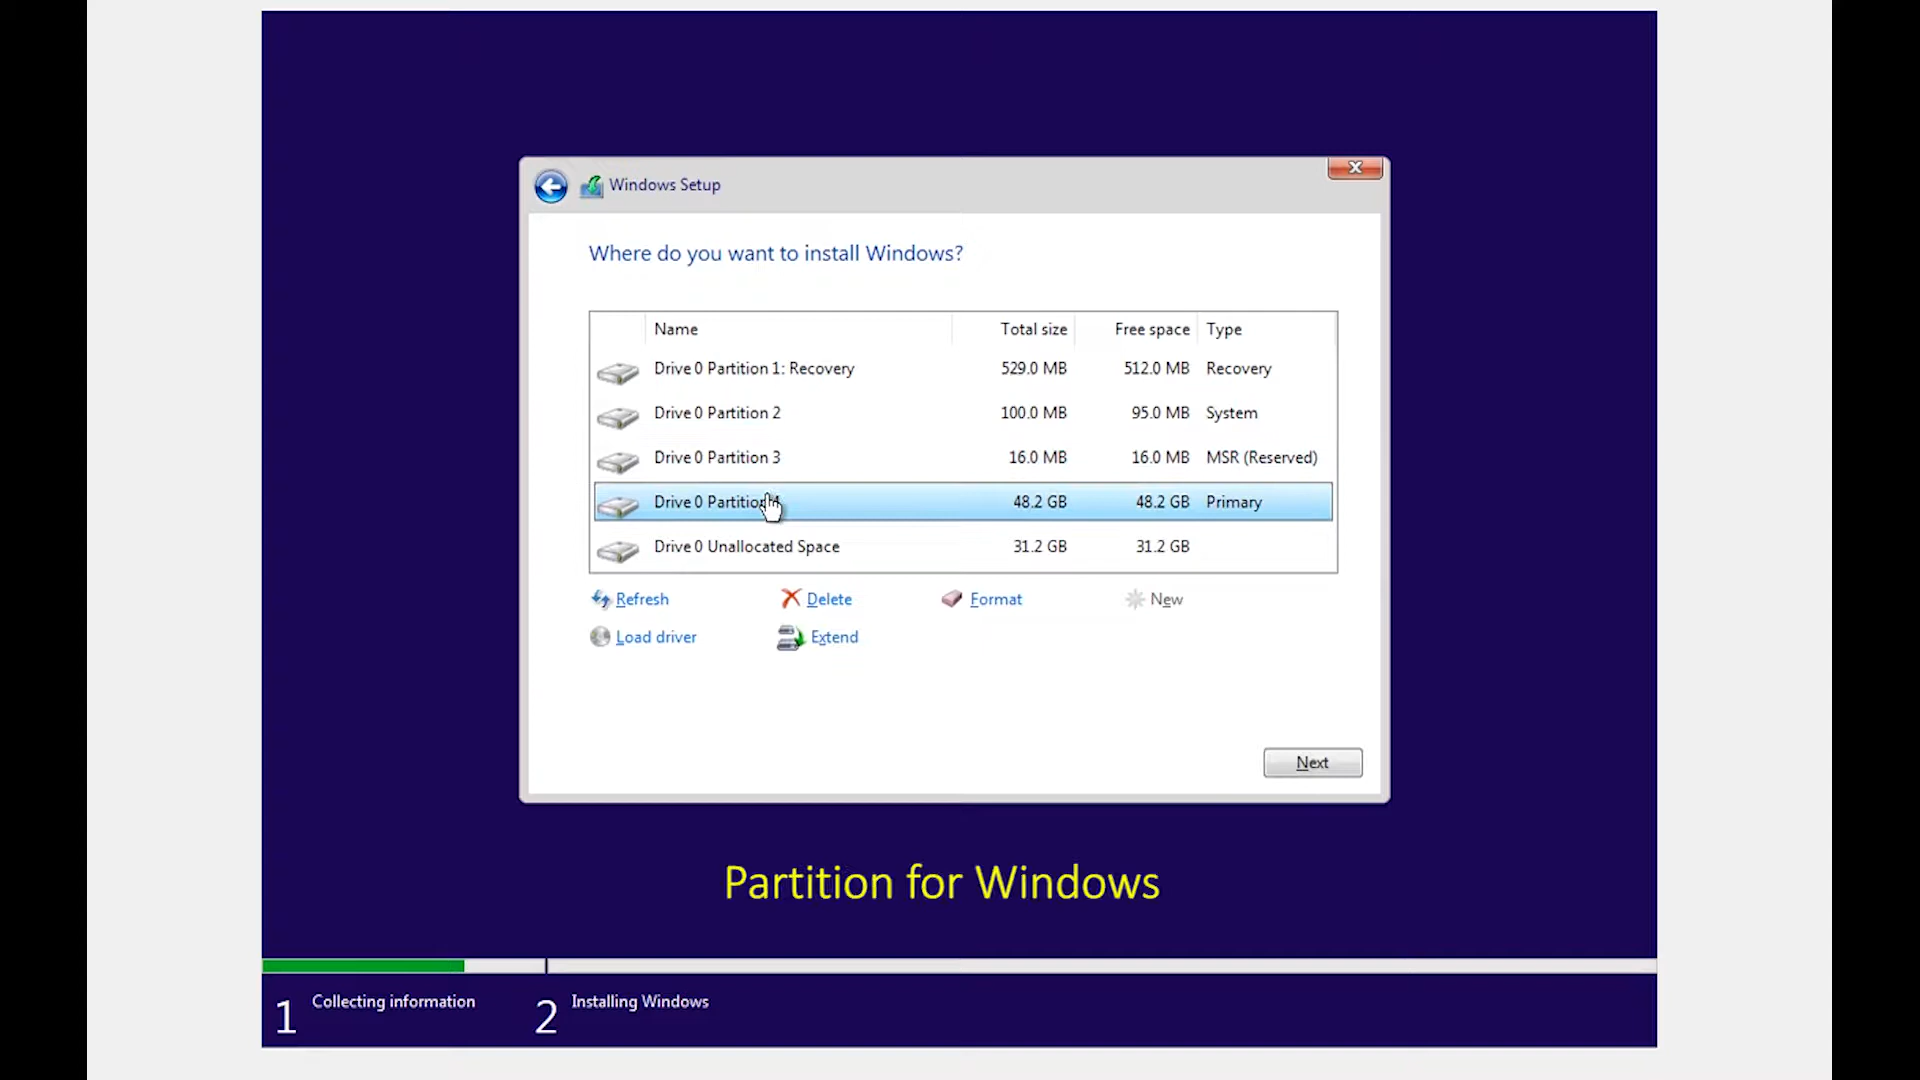 Windows Setup
Where do you want to install Windows?
Name Total size Free space Type
Drive 0 Partition 1: Recovery 529.0 MB 512.0 MB Recovery
Drive 0 Partition 2 100.0 MB 95.0 MB System
Drive 0 Partition 3 16.0 MB 16.0 MB MSR (Reserved)
Drive 0 Partition 4 48.2 GB 48.2 GB Primary
Drive 0 Unallocated Space 31.2 GB 31.2 GB
Refresh Delete Format New
Load driver Extend
Next
Partition for Windows
1 Collecting information 2 Installing Windows